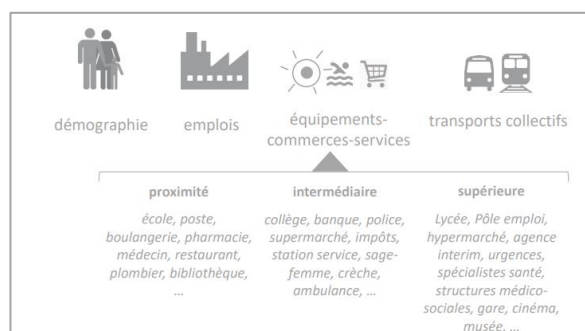 démographie
emplois
équipements-
commerces-services
transports collectifs
proximité
école, poste,
boulangerie, pharmacie,
médecin, restaurant,
plombier, bibliothèque,
...
intermédiaire
collège, banque, police,
supermarché, impôts,
station service, sage-
femme, crèche,
ambulance, ...
supérieure
Lycée, Pôle emploi,
hypermarché, agence
interim, urgences,
spécialistes santé,
structures médico-
sociales, gare, cinéma,
musée, ...